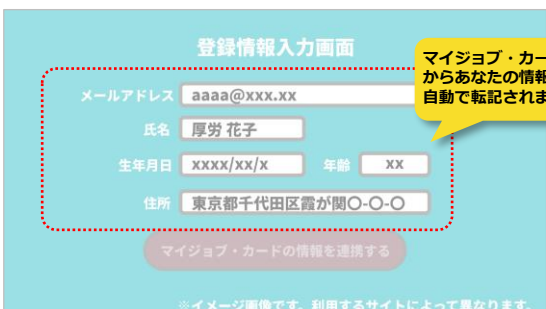 登録情報入力画面
マイジョブ・カー
からあなたの情報
自動で転記されま
メールアドレス aaaa@xxx.xx
氏名 厚労 花子
生年月日 xxxx/xx/x 年齢 xx
住所 東京都千代田区霞が関〇-〇-〇
マイジョブ・カードの情報を連携する
※イメージ画像です。利用するサイトによって異なります。